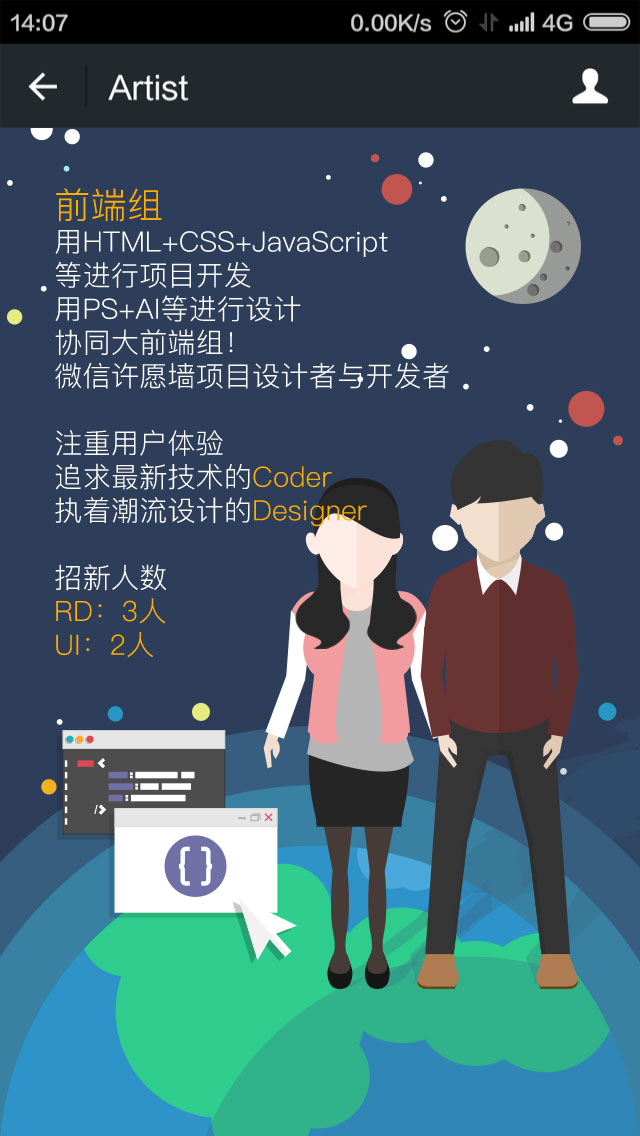 14:07
0.00K/s
4G
Artist
前端组
用HTML+CSS+JavaScript
等进行项目开发
用PS+AI等进行设计
协同大前端组！
微信许愿墙项目设计者与开发者
注重用户体验
追求最新技术的Coder
执着潮流设计的Designer
招新人数
RD：3人
UI：2人
{}